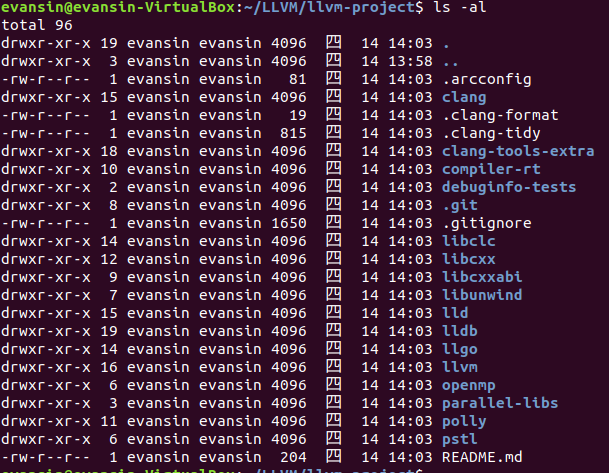 evansin@evansin-VirtualBox:~/LLVM/llvm-project$ ls -al
total 96
drwxr-xr-x 19 evansin evansin 4096 四 14 14:03 .
drwxr-xr-x 3 evansin evansin 4096 四 14 13:58 ..
-rw-r--r-- 1 evansin evansin 81 四 14 14:03 .arcconfig
drwxr-xr-x 15 evansin evansin 4096 四 14 14:03 clang
-rw-r--r-- 1 evansin evansin 19 四 14 14:03 .clang-format
-rw-r--r-- 1 evansin evansin 815 四 14 14:03 .clang-tidy
drwxr-xr-x 18 evansin evansin 4096 四 14 14:03 clang-tools-extra
drwxr-xr-x 10 evansin evansin 4096 四 14 14:03 compiler-rt
drwxr-xr-x 2 evansin evansin 4096 四 14 14:03 debuginfo-tests
drwxr-xr-x 8 evansin evansin 4096 四 14 14:03 .git
-rw-r--r-- 1 evansin evansin 1650 四 14 14:03 .gitignore
drwxr-xr-x 14 evansin evansin 4096 四 14 14:03 libclc
drwxr-xr-x 12 evansin evansin 4096 四 14 14:03 libcxx
drwxr-xr-x 9 evansin evansin 4096 四 14 14:03 libcxxabi
drwxr-xr-x 7 evansin evansin 4096 四 14 14:03 libunwind
drwxr-xr-x 15 evansin evansin 4096 四 14 14:03 lld
drwxr-xr-x 19 evansin evansin 4096 四 14 14:03 lldb
drwxr-xr-x 14 evansin evansin 4096 四 14 14:03 llgo
drwxr-xr-x 16 evansin evansin 4096 四 14 14:03 llvm
drwxr-xr-x 6 evansin evansin 4096 四 14 14:03 openmp
drwxr-xr-x 3 evansin evansin 4096 四 14 14:03 parallel-libs
drwxr-xr-x 11 evansin evansin 4096 四 14 14:03 polly
drwxr-xr-x 6 evansin evansin 4096 四 14 14:03 pstl
-rw-r--r-- 1 evansin evansin 204 四 14 14:03 README.md